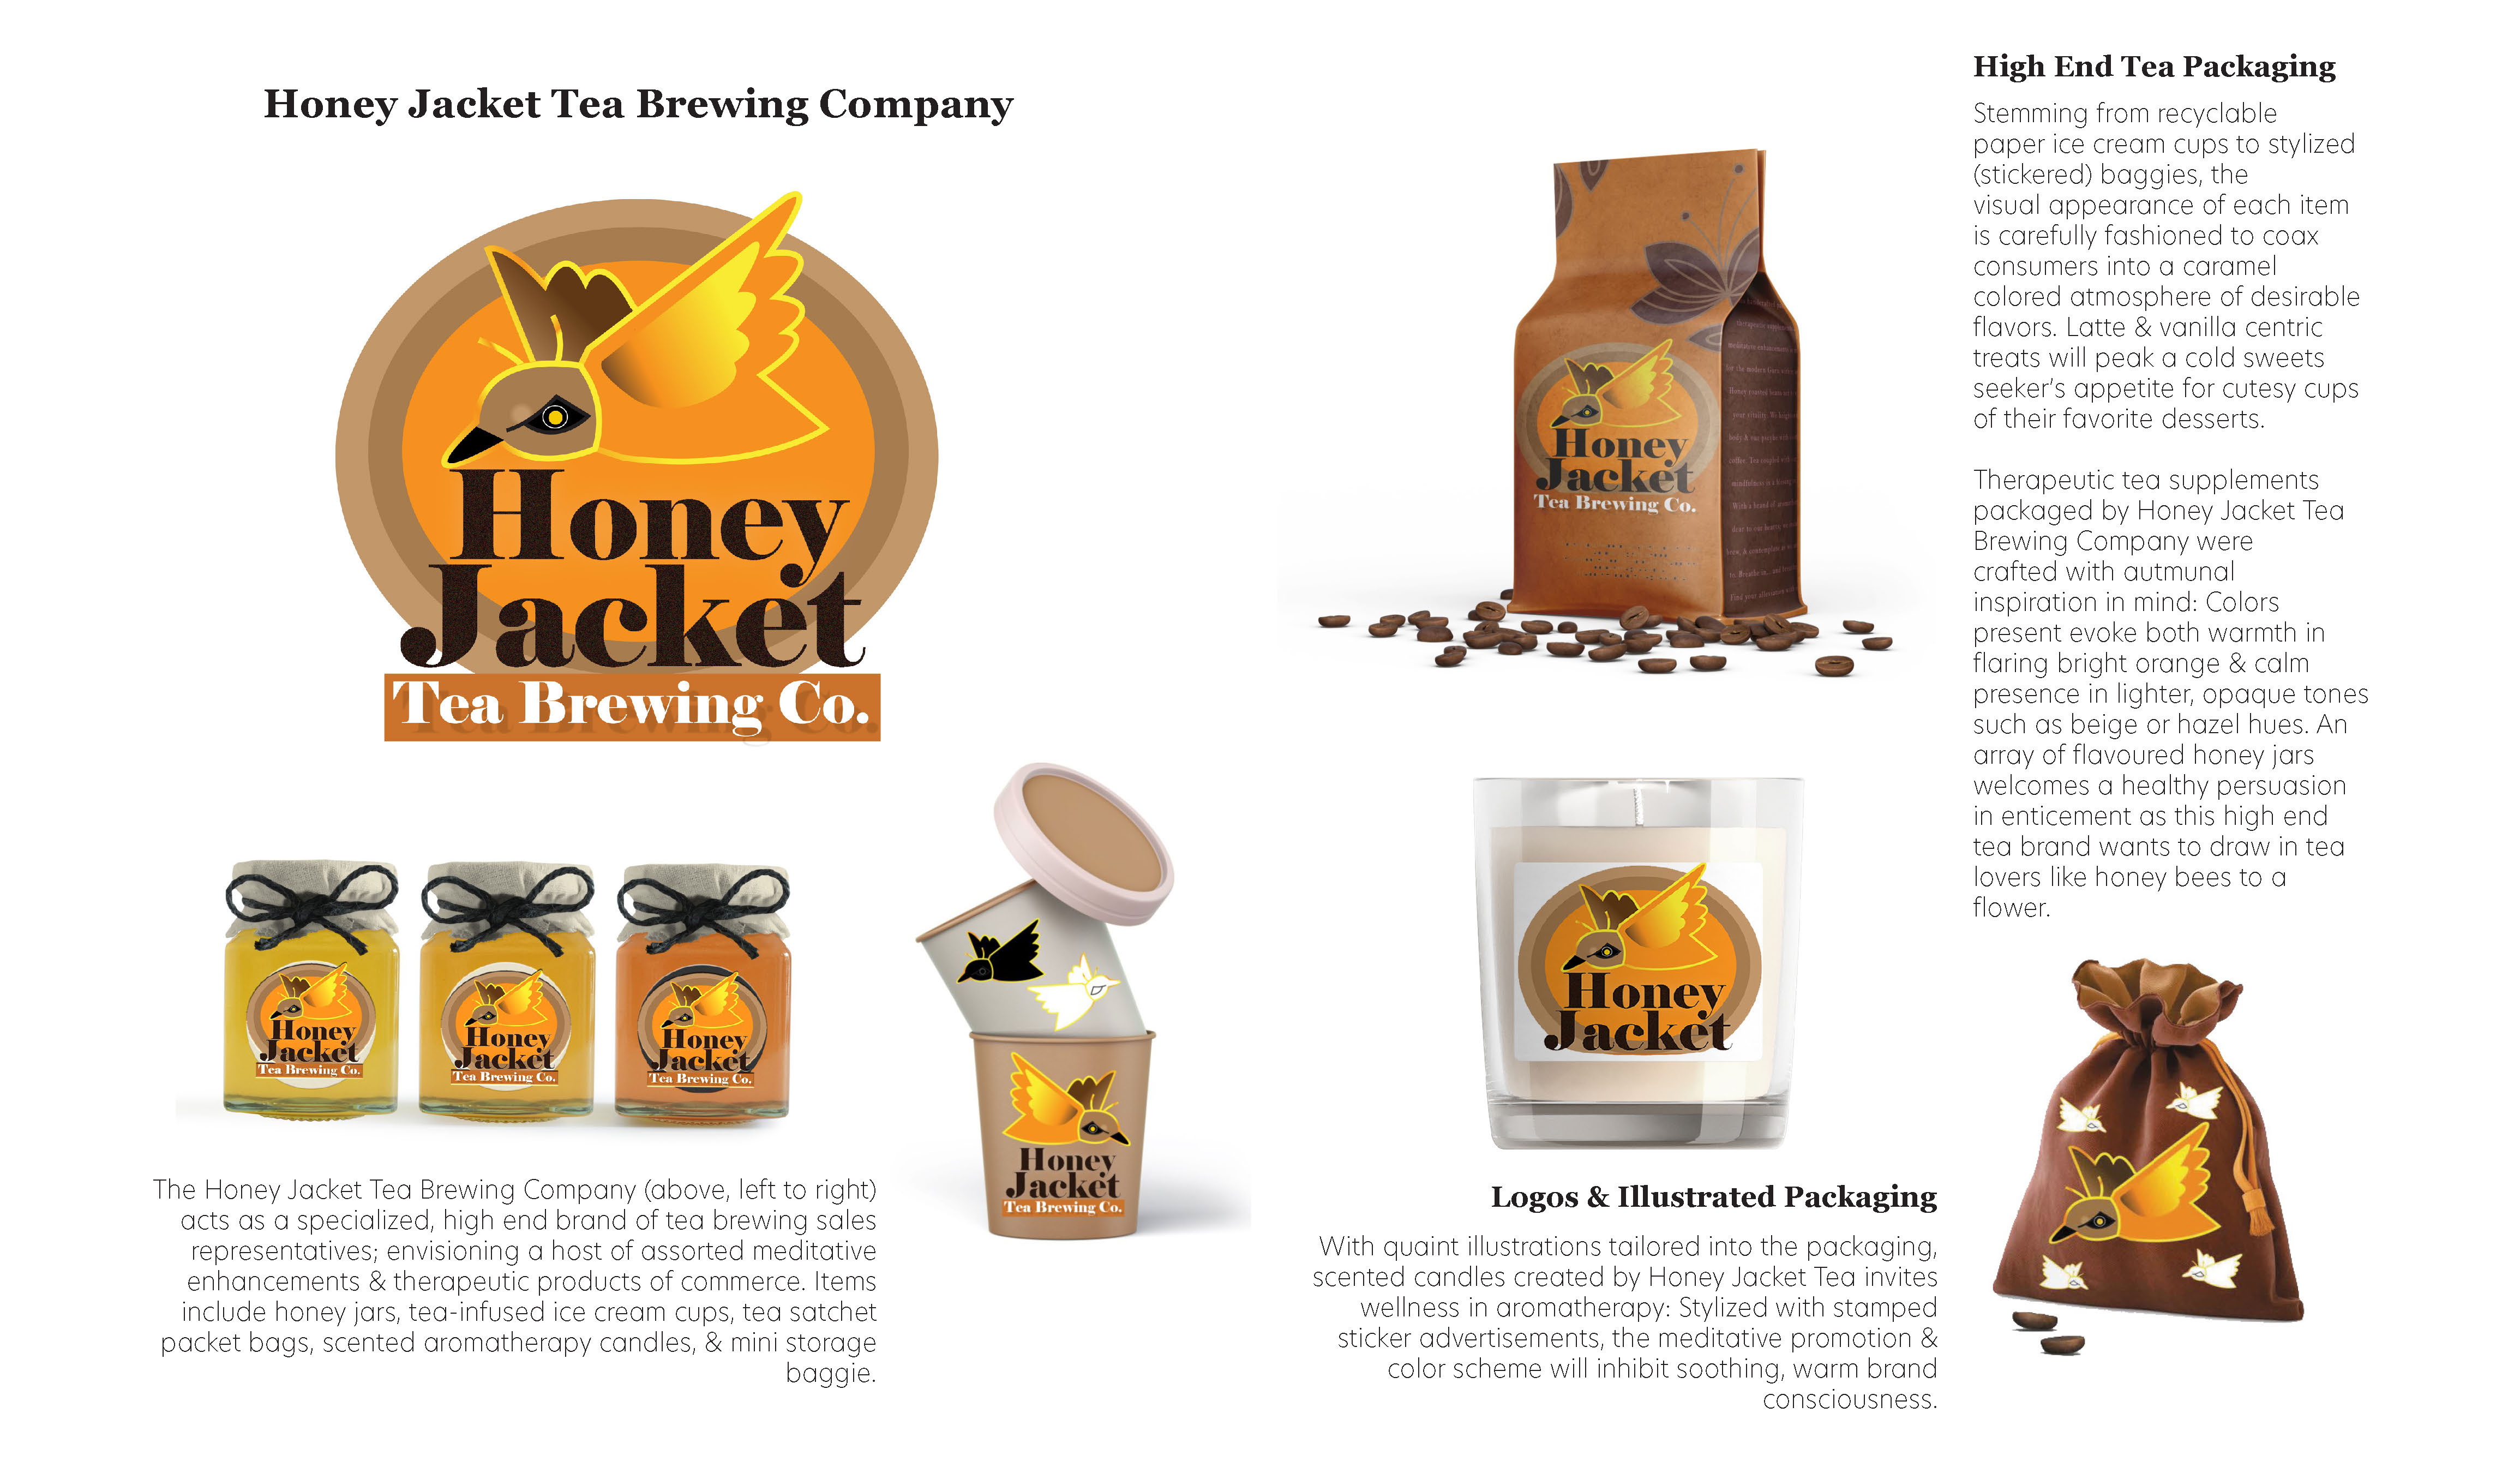 Honey Jacket Tea Brewing Company
Honey
Jacket
Tea Brewing Co.
Honey
Jacket
Tea Brewing Co.
Honey
Jacket
Tea Brewing Co.
Honey
Jacket
Tea Brewing Co.
The Honey Jacket Tea Brewing Company (above, left to right)
acts as a specialized, high end brand of tea brewing sales
representatives; envisioning a host of assorted meditative
enhancements & therapeutic products of commerce. Items
include honey jars, tea-infused ice cream cups, tea satchet
packet bags, scented aromatherapy candles, & mini storage
baggie.
Honey
Jacket
Tea Brewing Co.
Honey
Jacket
Tea Brewing Co.
Honey
Jacket
Logos & Illustrated Packaging
With quaint illustrations tailored into the packaging,
scented candles created by Honey Jacket Tea invites
wellness in aromatherapy: Stylized with stamped
sticker advertisements, the meditative promotion &
color scheme will inhibit soothing, warm brand
consciousness.
High End Tea Packaging
Stemming from recyclable
paper ice cream cups to stylized
(stickered) baggies, the
visual appearance of each item
is carefully fashioned to coax
consumers into a caramel
colored atmosphere of desirable
flavors. Latte & vanilla centric
treats will peak a cold sweets
seeker's appetite for cutesy cups
of their favorite desserts.
Therapeutic tea supplements
packaged by Honey Jacket Tea
Brewing Company were
crafted with autmunal
inspiration in mind: Colors
present evoke both warmth in
flaring bright orange & calm
presence in lighter, opaque tones
such as beige or hazel hues. An
array of flavoured honey jars
welcomes a healthy persuasion
in enticement as this high end
tea brand wants to draw in tea
lovers like honey bees to a
flower.